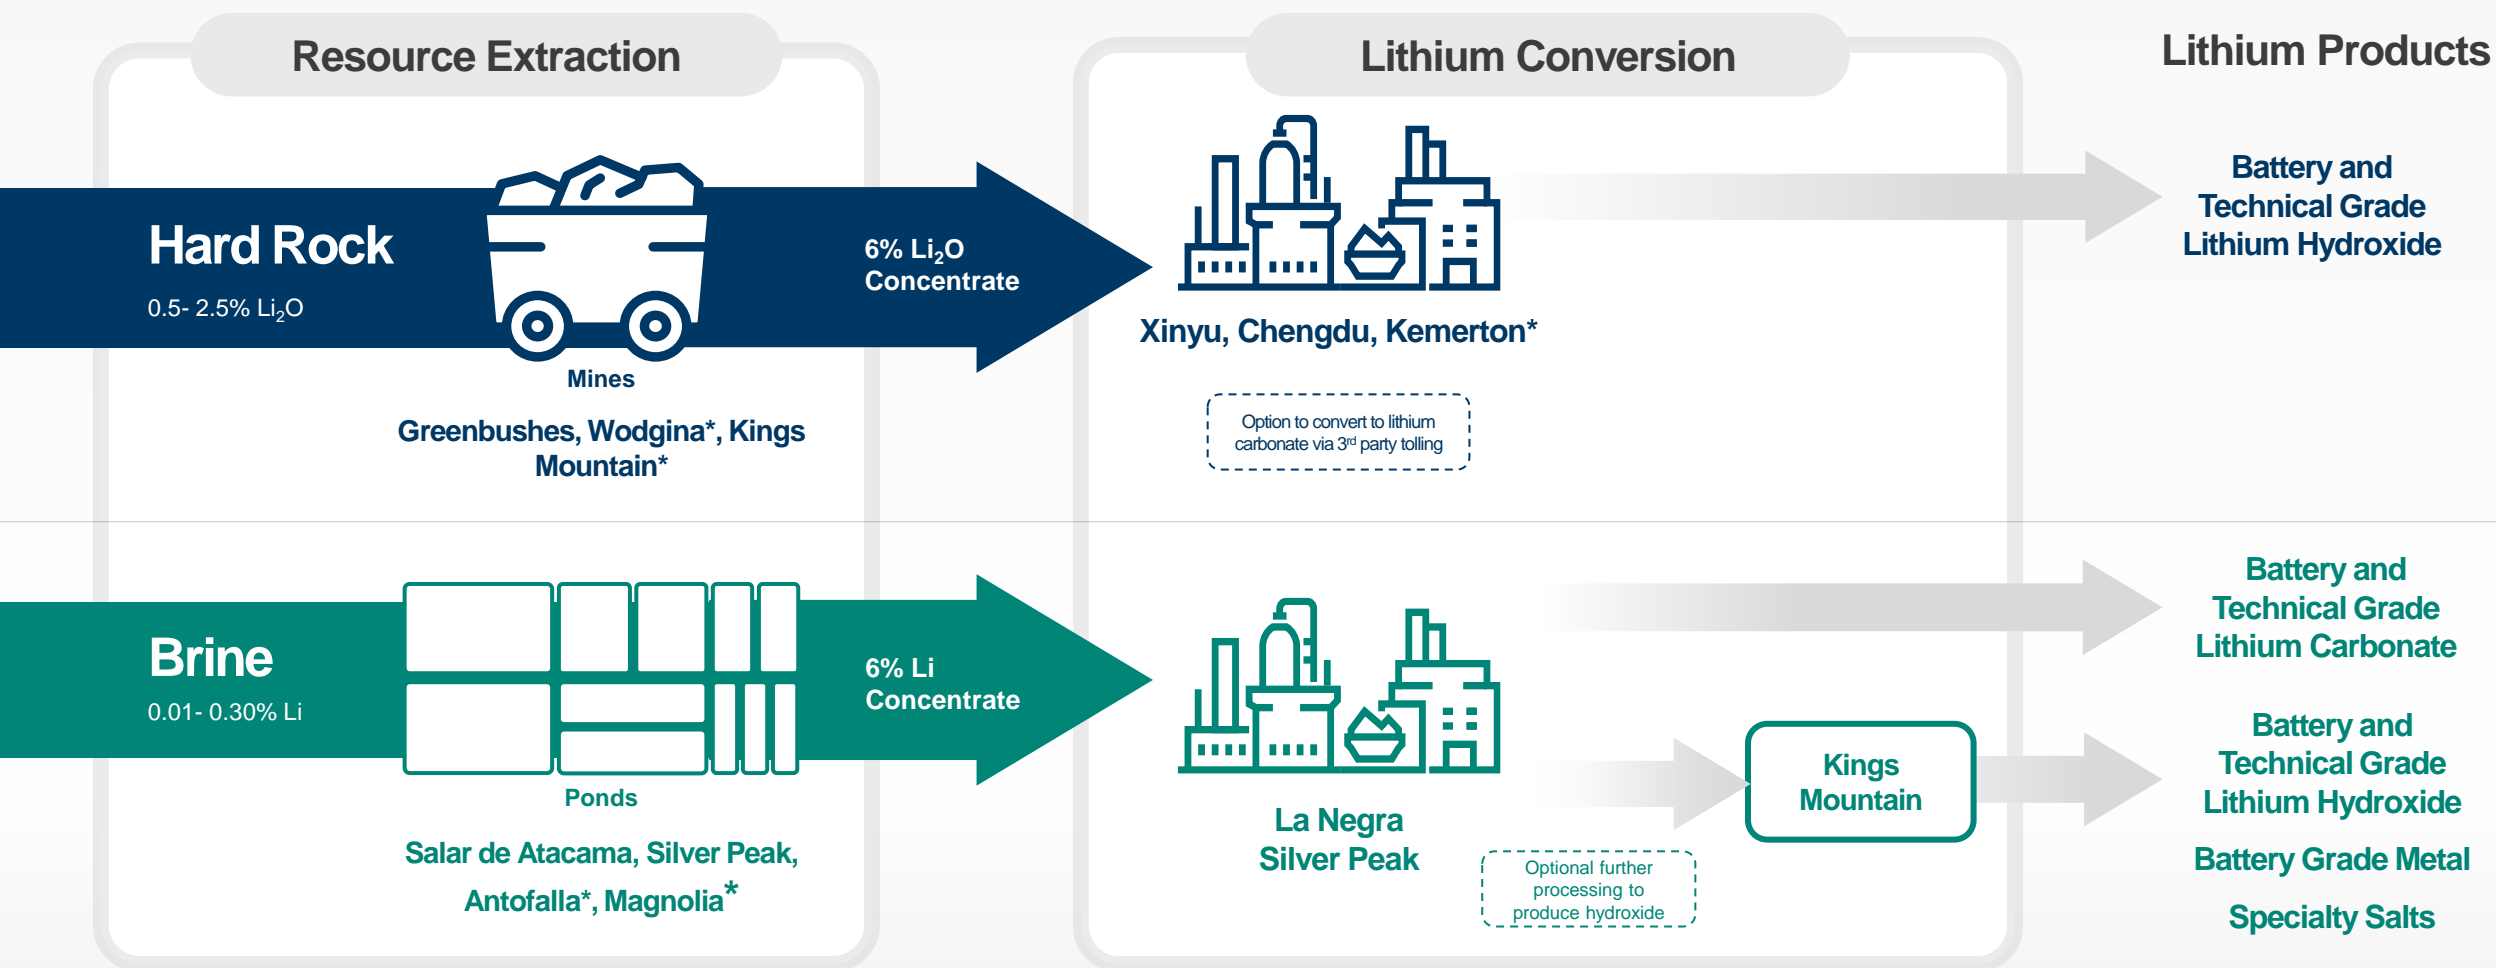 Resource Extraction
Lithium Conversion
Lithium Products
Hard Rock
0.5- 2.5% Li₂O
Mines
Greenbushes, Wodgina*, Kings
Mountain*
6% Li₂O
Concentrate
Xinyu, Chengdu, Kemerton*
Option to convert to lithium
carbonate via 3rd party tolling
Battery and
Technical Grade
Lithium Hydroxide
Brine
0.01- 0.30% Li
Ponds
Salar de Atacama, Silver Peak,
Antofalla*, Magnolia*
6% Li
Concentrate
La Negra
Silver Peak
Optional further
processing to
produce hydroxide
Kings
Mountain
Battery and
Technical Grade
Lithium Carbonate
Battery and
Technical Grade
Lithium Hydroxide
Battery Grade Metal
Specialty Salts